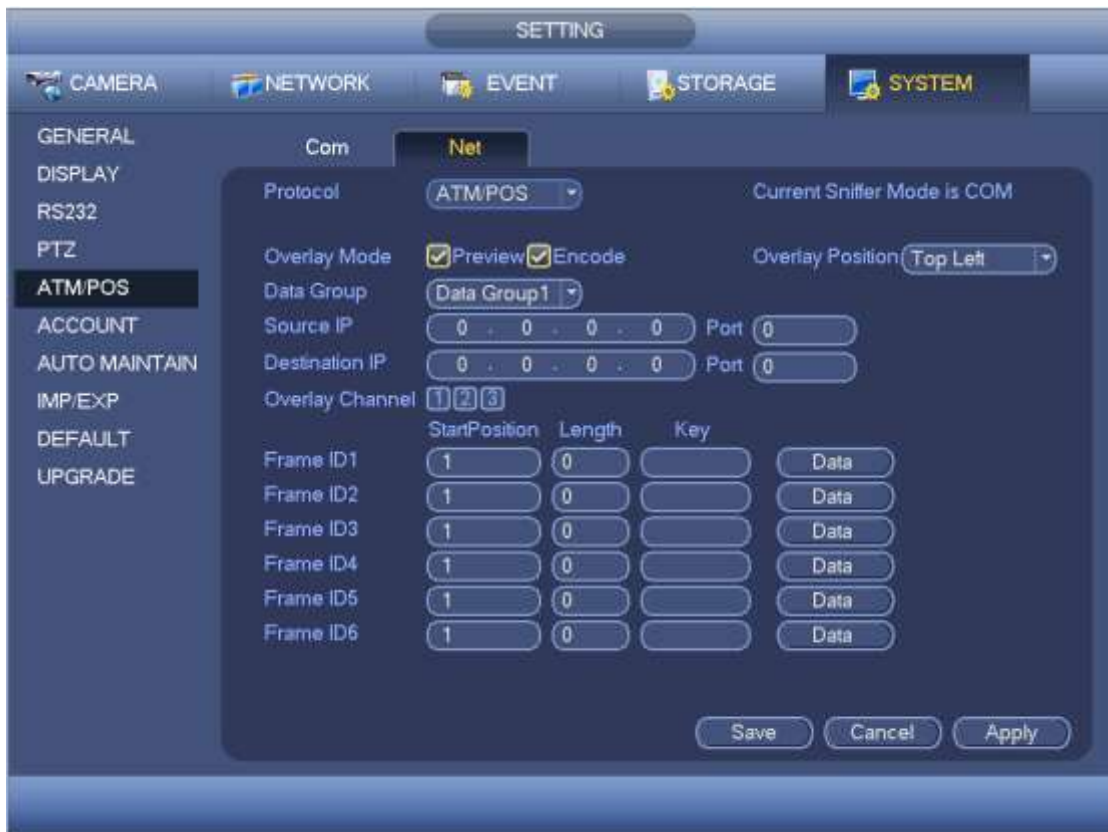 SETTING
CAMERA NETWORK EVENT STORAGE SYSTEM
GENERAL
DISPLAY
RS232
PTZ
ATM/POS
ACCOUNT
AUTO MAINTAIN
IMP/EXP
DEFAULT
UPGRADE
Com Net
Protocol ATM/POS Current Sniffer Mode is COM
Overlay Mode Preview Encode Overlay Position Top Left
Data Group Data Group1
Source IP 0 . 0 . 0 . 0 Port 0
Destination IP 0 . 0 . 0 . 0 Port 0
Overlay Channel 1 2 3
StartPosition Length Key
Frame ID1 1 0 Data
Frame ID2 1 0 Data
Frame ID3 1 0 Data
Frame ID4 1 0 Data
Frame ID5 1 0 Data
Frame ID6 1 0 Data
Save Cancel Apply